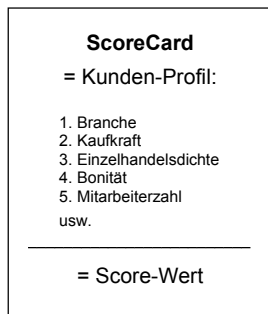 ScoreCard
= Kunden-Profil:
1. Branche
2. Kaufkraft
3. Einzelhandelsdichte
4. Bonität
5. Mitarbeiterzahl
usw.
= Score-Wert